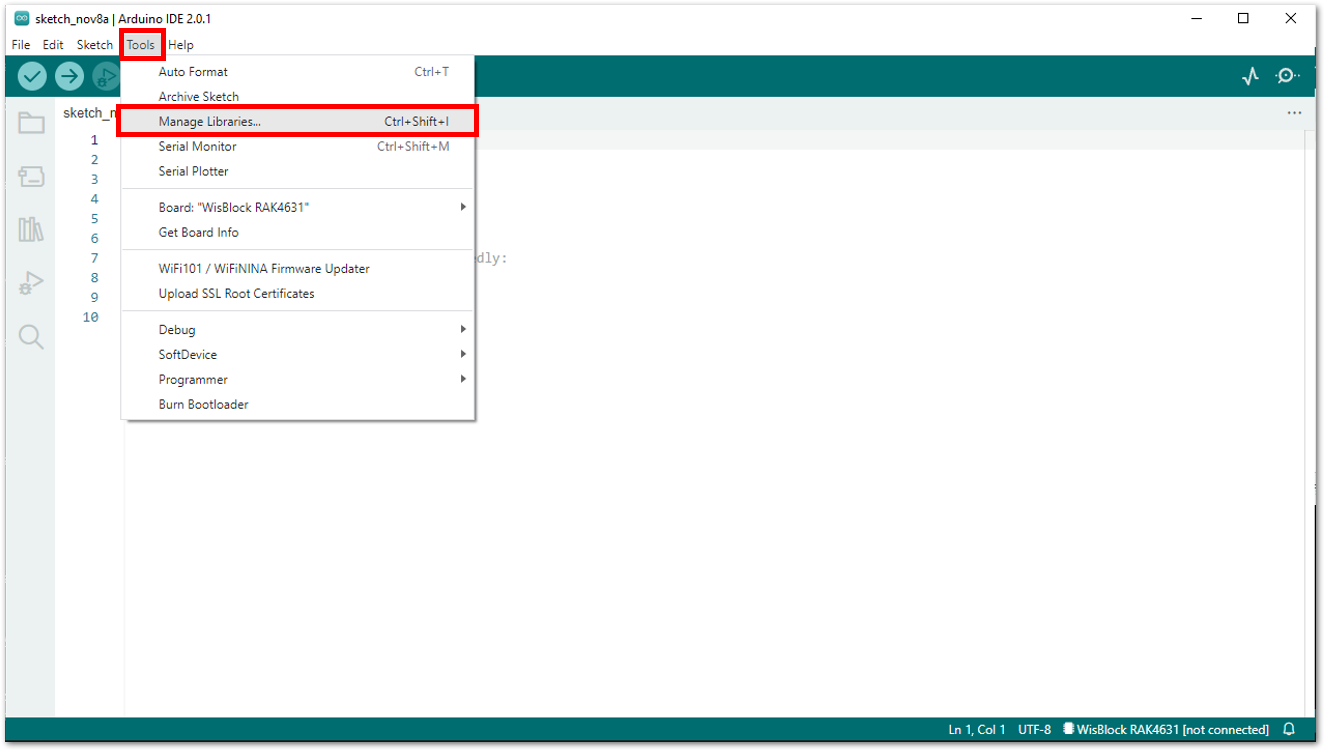 sketch_nov8a | Arduino IDE 2.0.1
File Edit Sketch Tools Help
Auto Format Ctrl+T
Archive Sketch
sketch_n
Manage Libraries... Ctrl+Shift+I
Serial Monitor Ctrl+Shift+M
Serial Plotter
Board: "WisBlock RAK4631"
Get Board Info
WiFi101 / WiFiNINA Firmware Updater
Upload SSL Root Certificates
Debug
SoftDevice
Programmer
Burn Bootloader
1
2
3
4
5
6
7 dly:
8
9
10
Ln 1, Col 1 UTF-8 WisBlock RAK4631 [not connected]